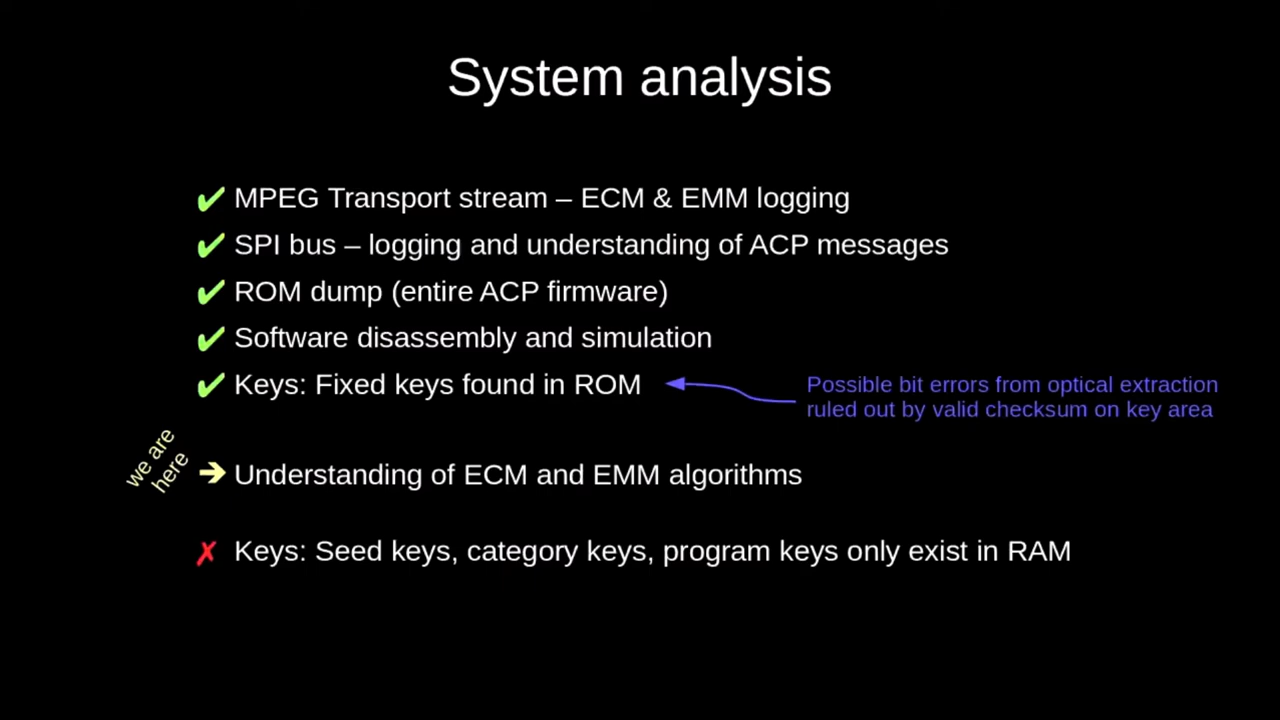 System analysis
✔ MPEG Transport stream – ECM & EMM logging
✔ SPI bus – logging and understanding of ACP messages
✔ ROM dump (entire ACP firmware)
✔ Software disassembly and simulation
✔ Keys: Fixed keys found in ROM
Possible bit errors from optical extraction
ruled out by valid checksum on key area
we are
here
➔ Understanding of ECM and EMM algorithms
✗ Keys: Seed keys, category keys, program keys only exist in RAM